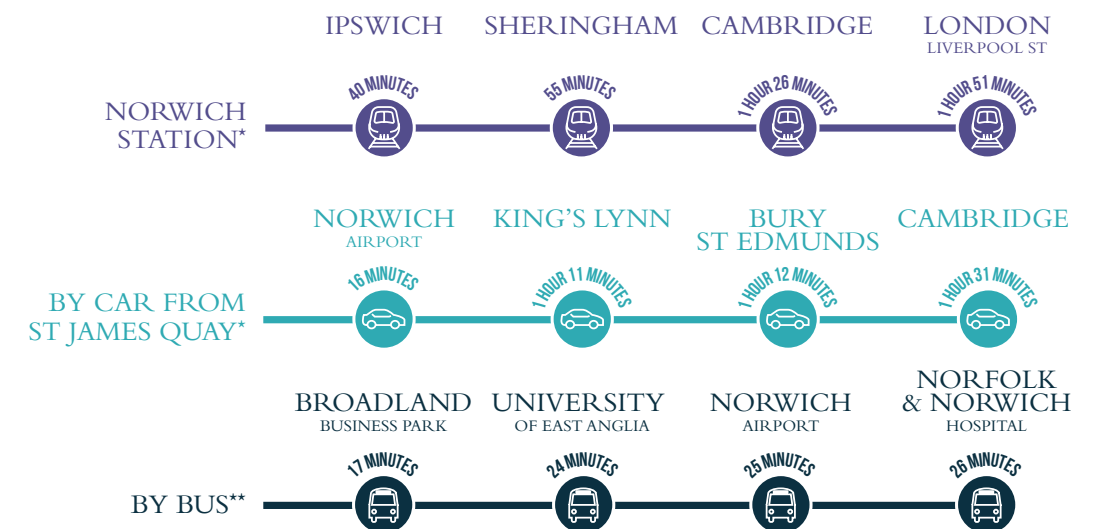 IPSWICH
SHERINGHAM
CAMBRIDGE
LONDON
LIVERPOOL ST
40 MINUTES
55 MINUTES
1 HOUR 26 MINUTES
1 HOUR 51 MINUTES
NORWICH
STATION*
NORWICH
AIRPORT
KING'S LYNN
BURY
ST EDMUNDS
CAMBRIDGE
16 MINUTES
1 HOUR 11 MINUTES
1 HOUR 12 MINUTES
1 HOUR 31 MINUTES
BY CAR FROM
ST JAMES QUAY*
BROADLAND
BUSINESS PARK
UNIVERSITY
OF EAST ANGLIA
NORWICH
AIRPORT
NORFOLK
& NORWICH
HOSPITAL
17 MINUTES
24 MINUTES
25 MINUTES
26 MINUTES
BY BUS**